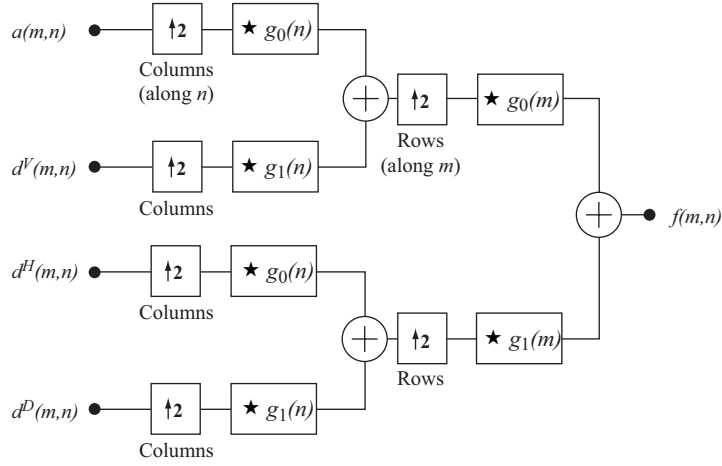 a(m,n)
↑2
★ g₀(n)
Columns
(along n)
↑2
★ g₀(m)
Rows
(along m)
dⱽ(m,n)
↑2
★ g₁(n)
Columns
f(m,n)
dᴴ(m,n)
↑2
★ g₀(n)
Columns
↑2
★ g₁(m)
Rows
dᴰ(m,n)
↑2
★ g₁(n)
Columns